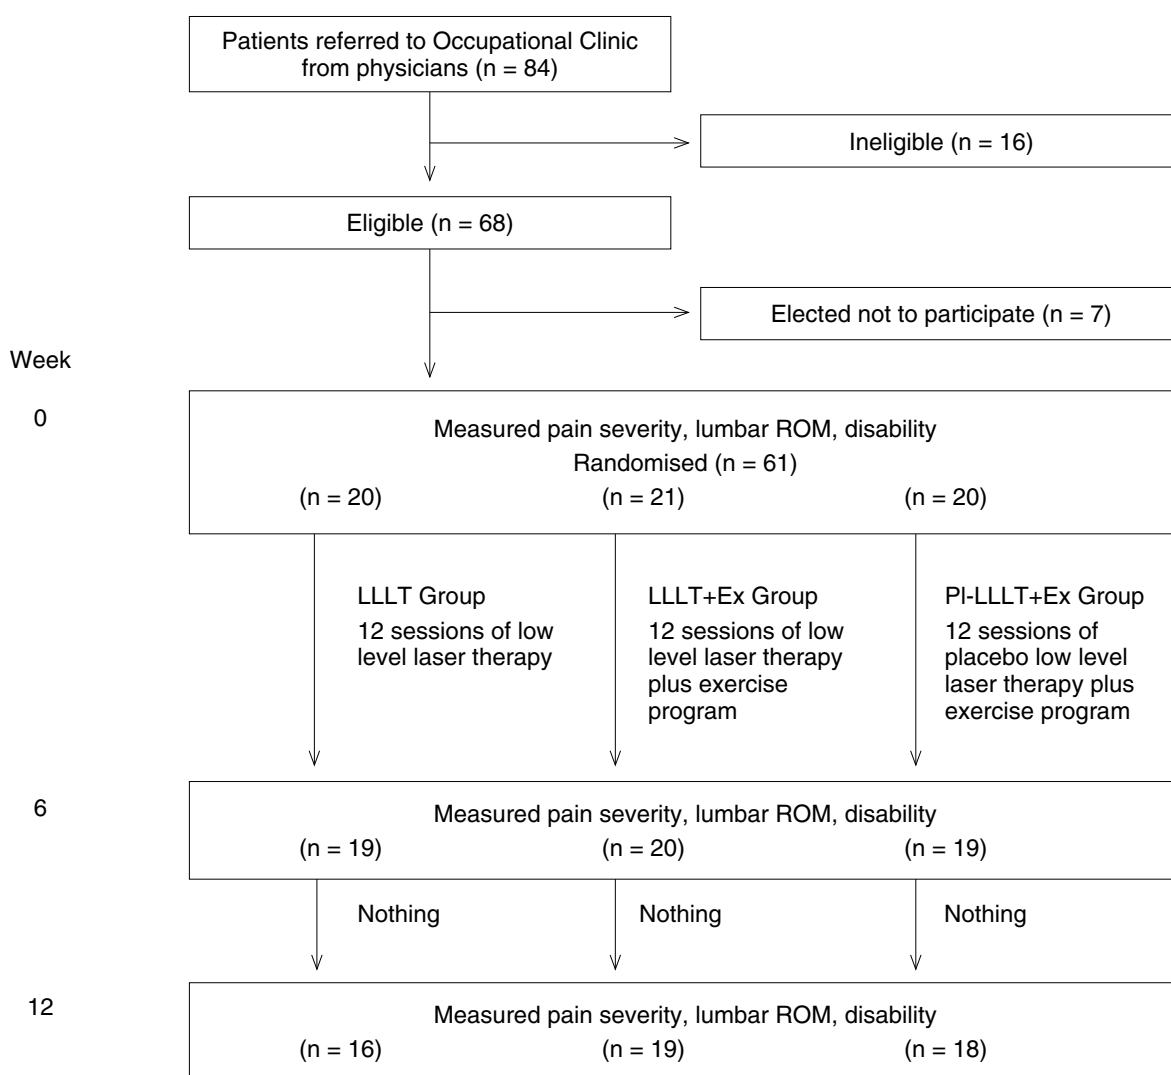 Patients referred to Occupational Clinic
from physicians (n = 84)
Ineligible (n = 16)
Eligible (n = 68)
Elected not to participate (n = 7)
Week
0
Measured pain severity, lumbar ROM, disability
Randomised (n = 61)
(n = 20) (n = 21) (n = 20)
LLLT Group
12 sessions of low
level laser therapy
LLLT+Ex Group
12 sessions of low
level laser therapy
plus exercise
program
Pl-LLLT+Ex Group
12 sessions of
placebo low level
laser therapy plus
exercise program
6
Measured pain severity, lumbar ROM, disability
(n = 19) (n = 20) (n = 19)
Nothing Nothing Nothing
12
Measured pain severity, lumbar ROM, disability
(n = 16) (n = 19) (n = 18)